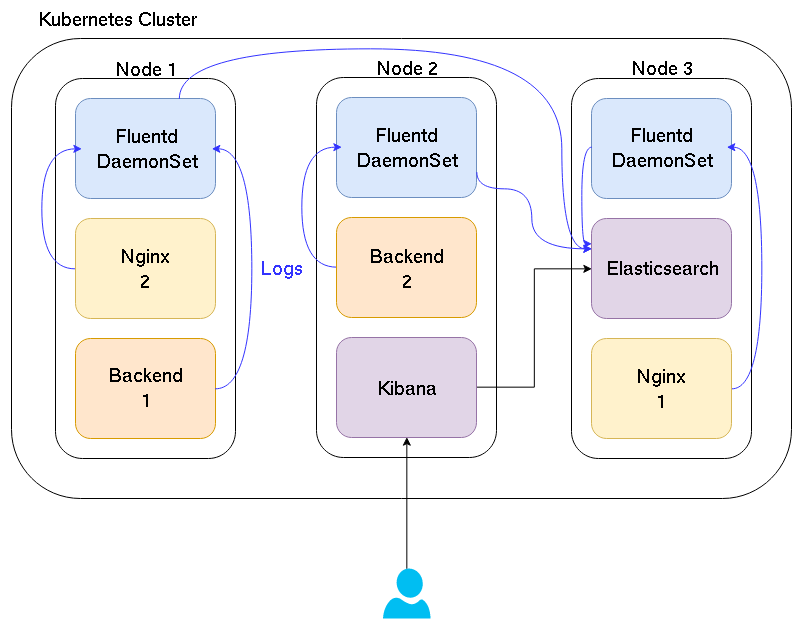 Kubernetes Cluster
Node 1
Fluentd
DaemonSet
Nginx
2
Backend
1
Logs
Node 2
Fluentd
DaemonSet
Backend
2
Kibana
Node 3
Fluentd
DaemonSet
Elasticsearch
Nginx
1